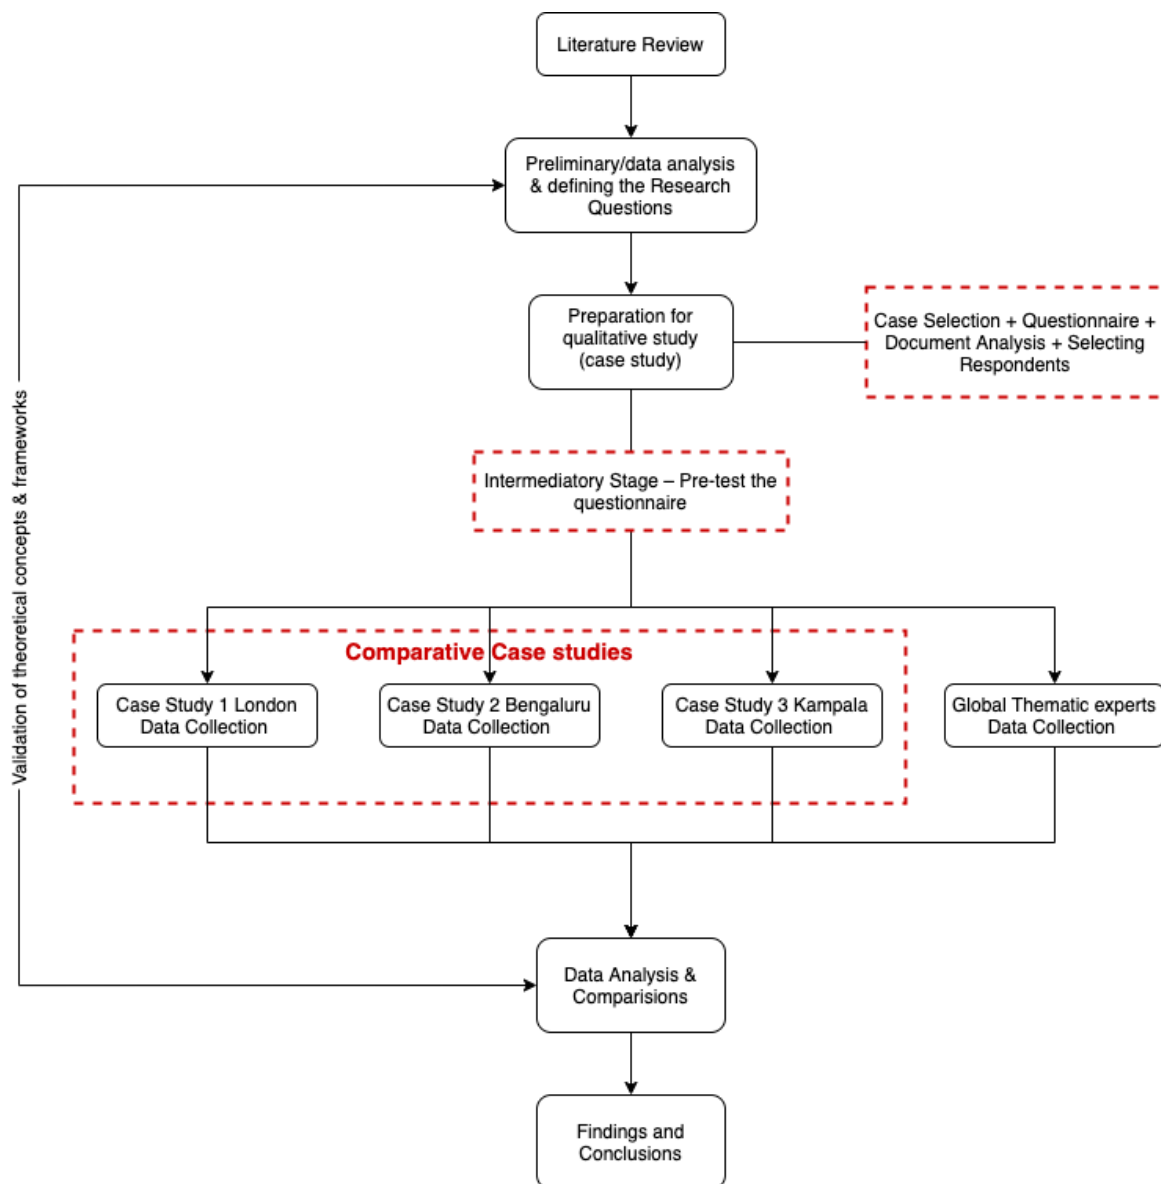 Literature Review
Preliminary/data analysis
& defining the Research
Questions
Preparation for
qualitative study
(case study)
Case Selection + Questionnaire +
Document Analysis + Selecting
Respondents
Validation of theoretical concepts & frameworks
Intermediatory Stage – Pre-test the
questionnaire
Comparative Case studies
Case Study 1 London
Data Collection
Case Study 2 Bengaluru
Data Collection
Case Study 3 Kampala
Data Collection
Global Thematic experts
Data Collection
Data Analysis &
Comparisions
Findings and
Conclusions